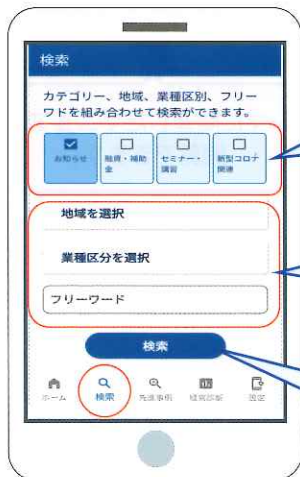 検索
カテゴリー、地域、業種区別、フリー
ワードを組み合わせて検索ができます。
お知らせ
融資・補助
金
セミナー・
講習
新型コロナ
関連
地域を選択
業種区分を選択
フリーワード
検索
ホーム
検索
先進事例
経営診断
設定